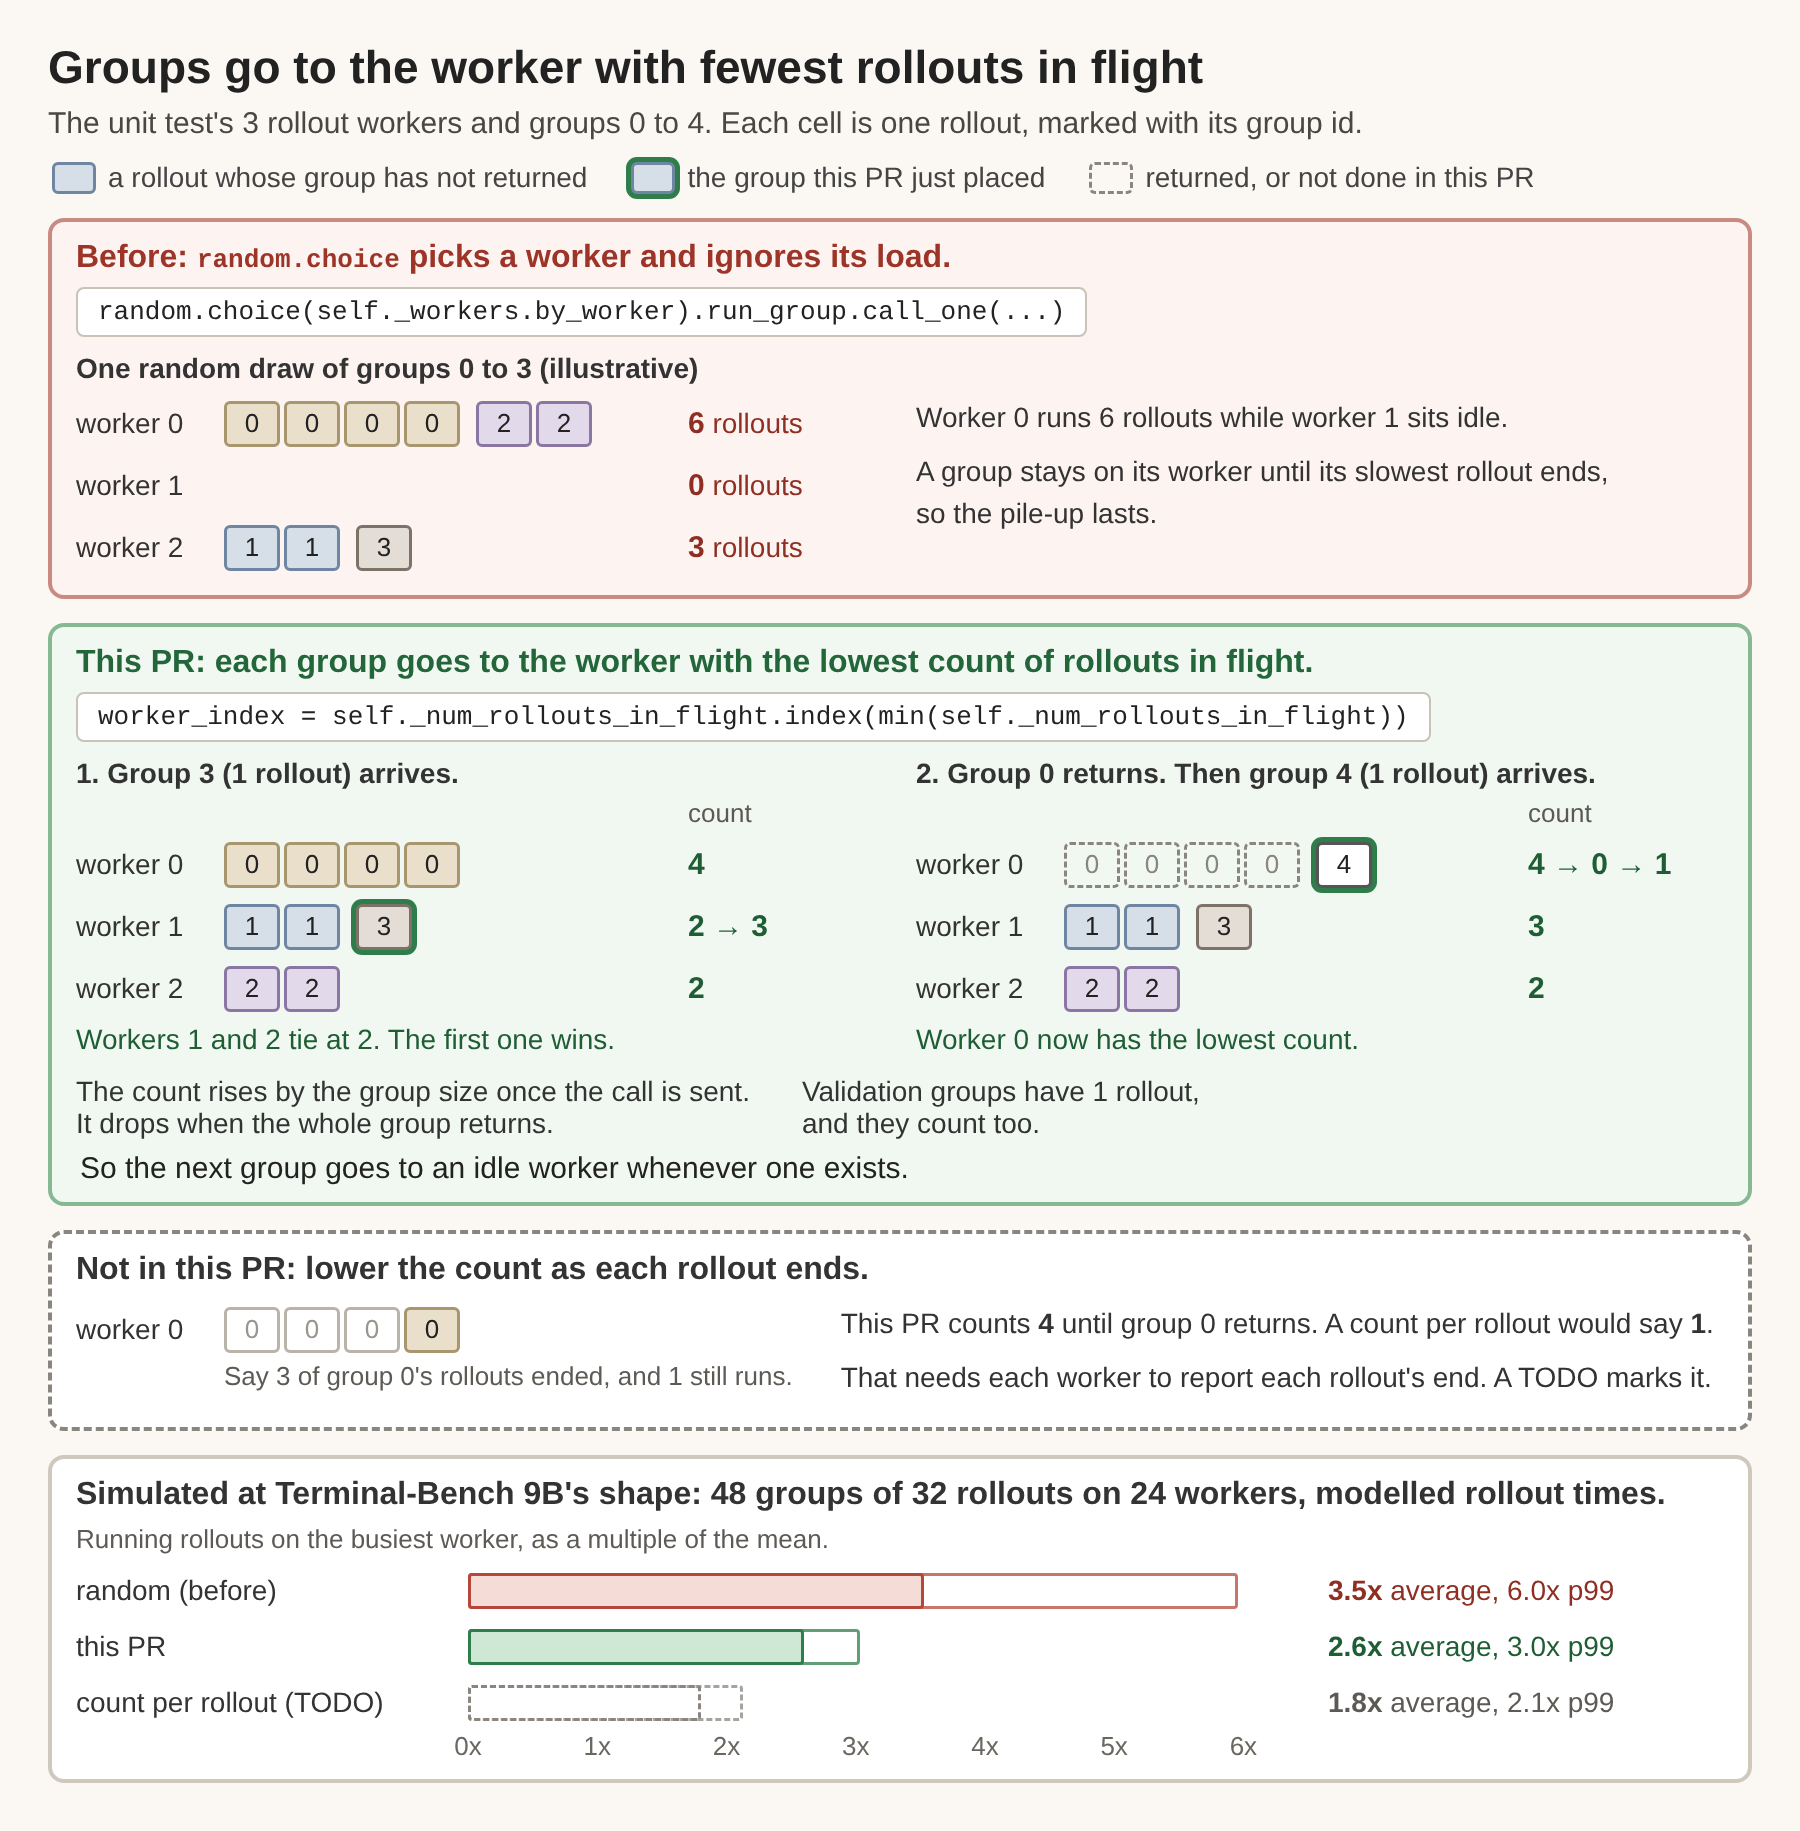 Groups go to the worker with fewest rollouts in flight
The unit test's 3 rollout workers and groups 0 to 4. Each cell is one rollout, marked with its group id.
a rollout whose group has not returned the group this PR just placed returned, or not done in this PR
Before: random.choice picks a worker and ignores its load.
random.choice(self._workers.by_worker).run_group.call_one(...)
One random draw of groups 0 to 3 (illustrative)
worker 0 0 0 0 0 2 2 6 rollouts
worker 1 0 rollouts
worker 2 1 1 3 3 rollouts
Worker 0 runs 6 rollouts while worker 1 sits idle.
A group stays on its worker until its slowest rollout ends,
so the pile-up lasts.
This PR: each group goes to the worker with the lowest count of rollouts in flight.
worker_index = self._num_rollouts_in_flight.index(min(self._num_rollouts_in_flight))
1. Group 3 (1 rollout) arrives.
count
worker 0 0 0 0 0 4
worker 1 1 1 3 2 → 3
worker 2 2 2 2
Workers 1 and 2 tie at 2. The first one wins.
2. Group 0 returns. Then group 4 (1 rollout) arrives.
count
worker 0 0 0 0 0 4 4 → 0 → 1
worker 1 1 1 3 3
worker 2 2 2 2
Worker 0 now has the lowest count.
The count rises by the group size once the call is sent.
It drops when the whole group returns.
Validation groups have 1 rollout,
and they count too.
So the next group goes to an idle worker whenever one exists.
Not in this PR: lower the count as each rollout ends.
worker 0 0 0 0 0
Say 3 of group 0's rollouts ended, and 1 still runs.
This PR counts 4 until group 0 returns. A count per rollout would say 1.
That needs each worker to report each rollout's end. A TODO marks it.
Simulated at Terminal-Bench 9B's shape: 48 groups of 32 rollouts on 24 workers, modelled rollout times.
Running rollouts on the busiest worker, as a multiple of the mean.
random (before) 3.5x average, 6.0x p99
this PR 2.6x average, 3.0x p99
count per rollout (TODO) 1.8x average, 2.1x p99
0x 1x 2x 3x 4x 5x 6x